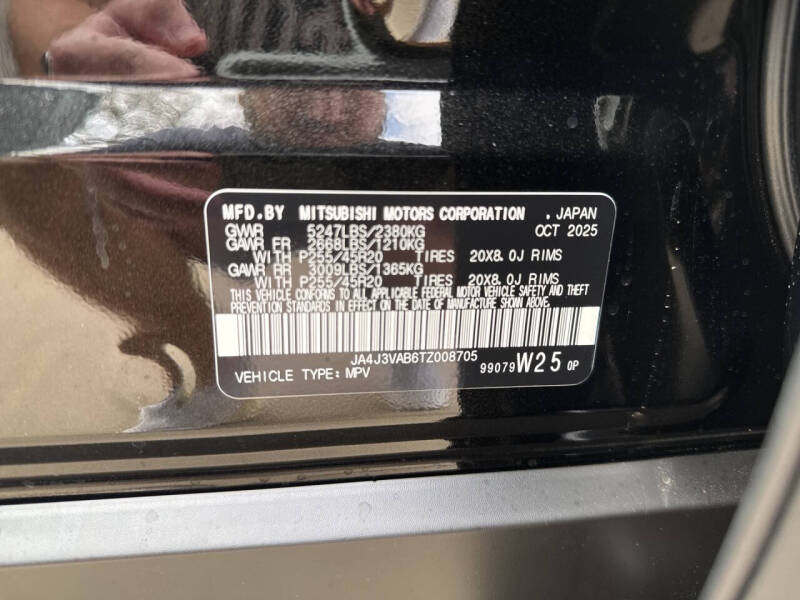 MFD.BY MITSUBISHI MOTORS CORPORATION . JAPAN
GVWR 5247LBS/2380KG OCT 2025
GAWR FR 2668LBS/1210KG
WITH P255/45R20 TIRES 20X8.0J RIMS
GAWR RR 3009LBS/1365KG
WITH P255/45R20 TIRES 20X8.0J RIMS
THIS VEHICLE CONFORMS TO ALL APPLICABLE FEDERAL MOTOR VEHICLE SAFETY AND THEFT
PREVENTION STANDARDS IN EFFECT ON THE DATE OF MANUFACTURE SHOWN ABOVE.
JA4J3VAB6TZ008705
VEHICLE TYPE: MPV 99079 W25 0P